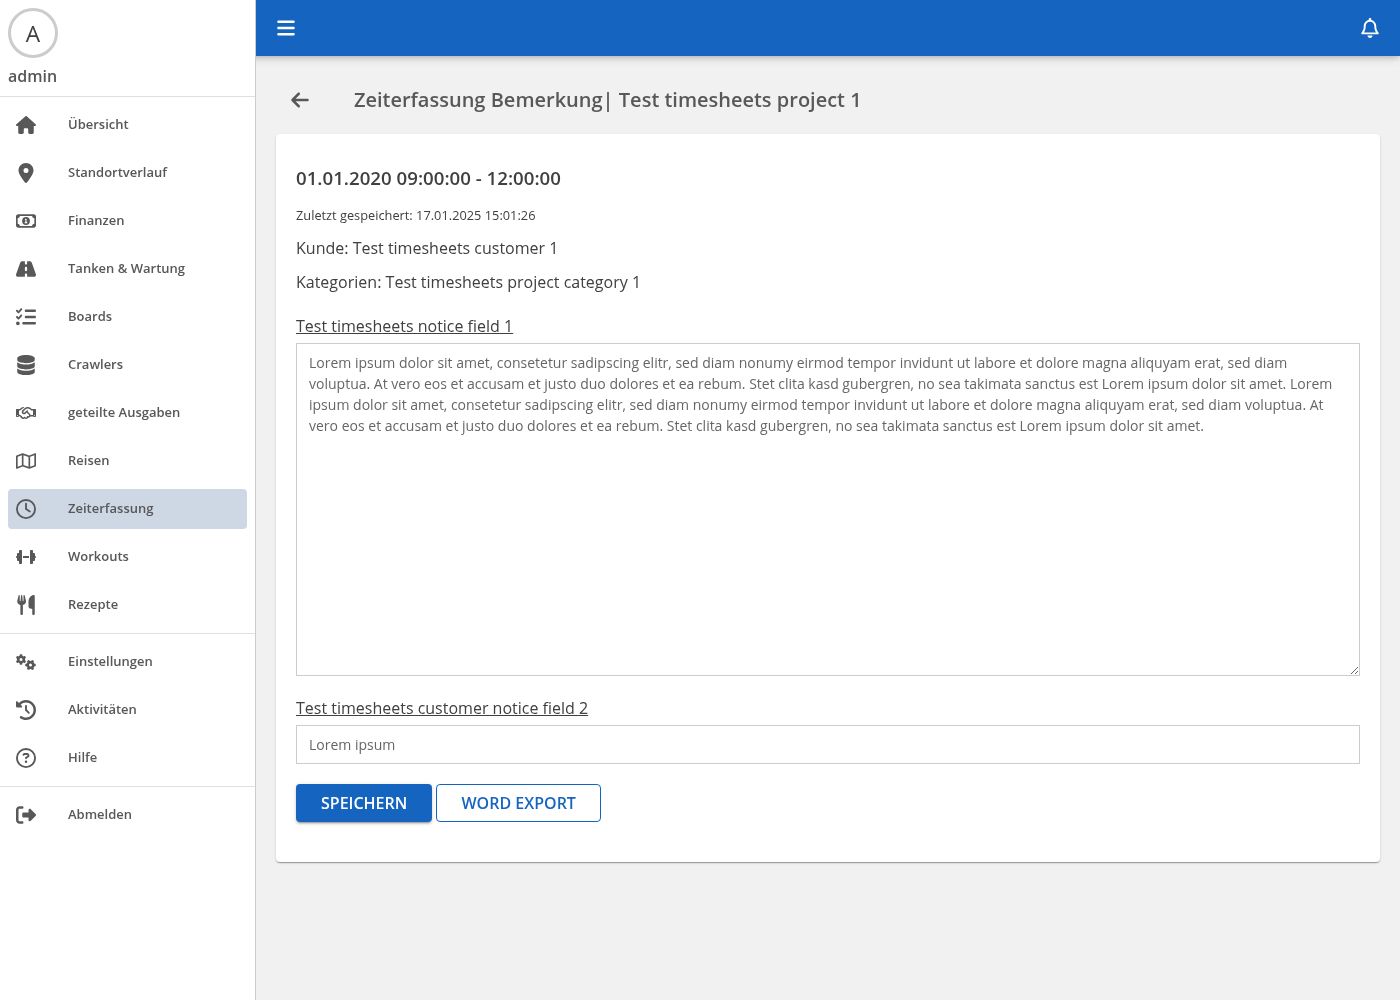 A
admin
Übersicht
Standortverlauf
Finanzen
Tanken & Wartung
Boards
Crawlers
geteilte Ausgaben
Reisen
Zeiterfassung
Workouts
Rezepte
Einstellungen
Aktivitäten
Hilfe
Abmelden
Zeiterfassung Bemerkung| Test timesheets project 1
01.01.2020 09:00:00 - 12:00:00
Zuletzt gespeichert: 17.01.2025 15:01:26
Kunde: Test timesheets customer 1
Kategorien: Test timesheets project category 1
Test timesheets notice field 1
Lorem ipsum dolor sit amet, consetetur sadipscing elitr, sed diam nonumy eirmod tempor invidunt ut labore et dolore magna aliquyam erat, sed diam
voluptua. At vero eos et accusam et justo duo dolores et ea rebum. Stet clita kasd gubergren, no sea takimata sanctus est Lorem ipsum dolor sit amet. Lorem
ipsum dolor sit amet, consetetur sadipscing elitr, sed diam nonumy eirmod tempor invidunt ut labore et dolore magna aliquyam erat, sed diam voluptua. At
vero eos et accusam et justo duo dolores et ea rebum. Stet clita kasd gubergren, no sea takimata sanctus est Lorem ipsum dolor sit amet.
Test timesheets customer notice field 2
Lorem ipsum
SPEICHERN
WORD EXPORT